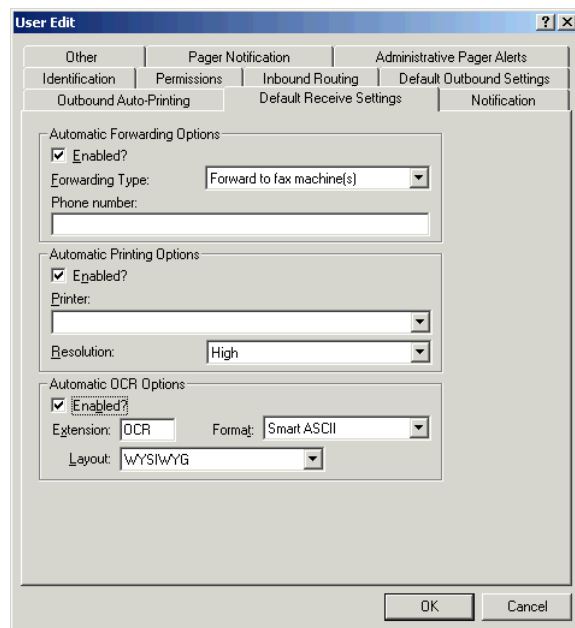 User Edit
Other Pager Notification Administrative Pager Alerts
Identification Permissions Inbound Routing Default Outbound Settings
Outbound Auto-Printing Default Receive Settings Notification
Automatic Forwarding Options
Enabled?
Forwarding Type: Forward to fax machine(s)
Phone number:
Automatic Printing Options
Enabled?
Printer:
Resolution: High
Automatic OCR Options
Enabled?
Extension: OCR Format: Smart ASCII
Layout: WYSIWYG
OK Cancel